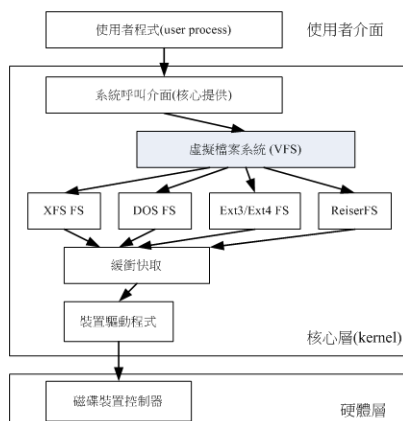 使用者程式(user process)
使用者介面
系統呼叫介面(核心提供)
虛擬檔案系統 (VFS)
XFS FS
DOS FS
Ext3/Ext4 FS
ReiserFS
緩衝快取
裝置驅動程式
核心層(kernel)
磁碟裝置控制器
硬體層